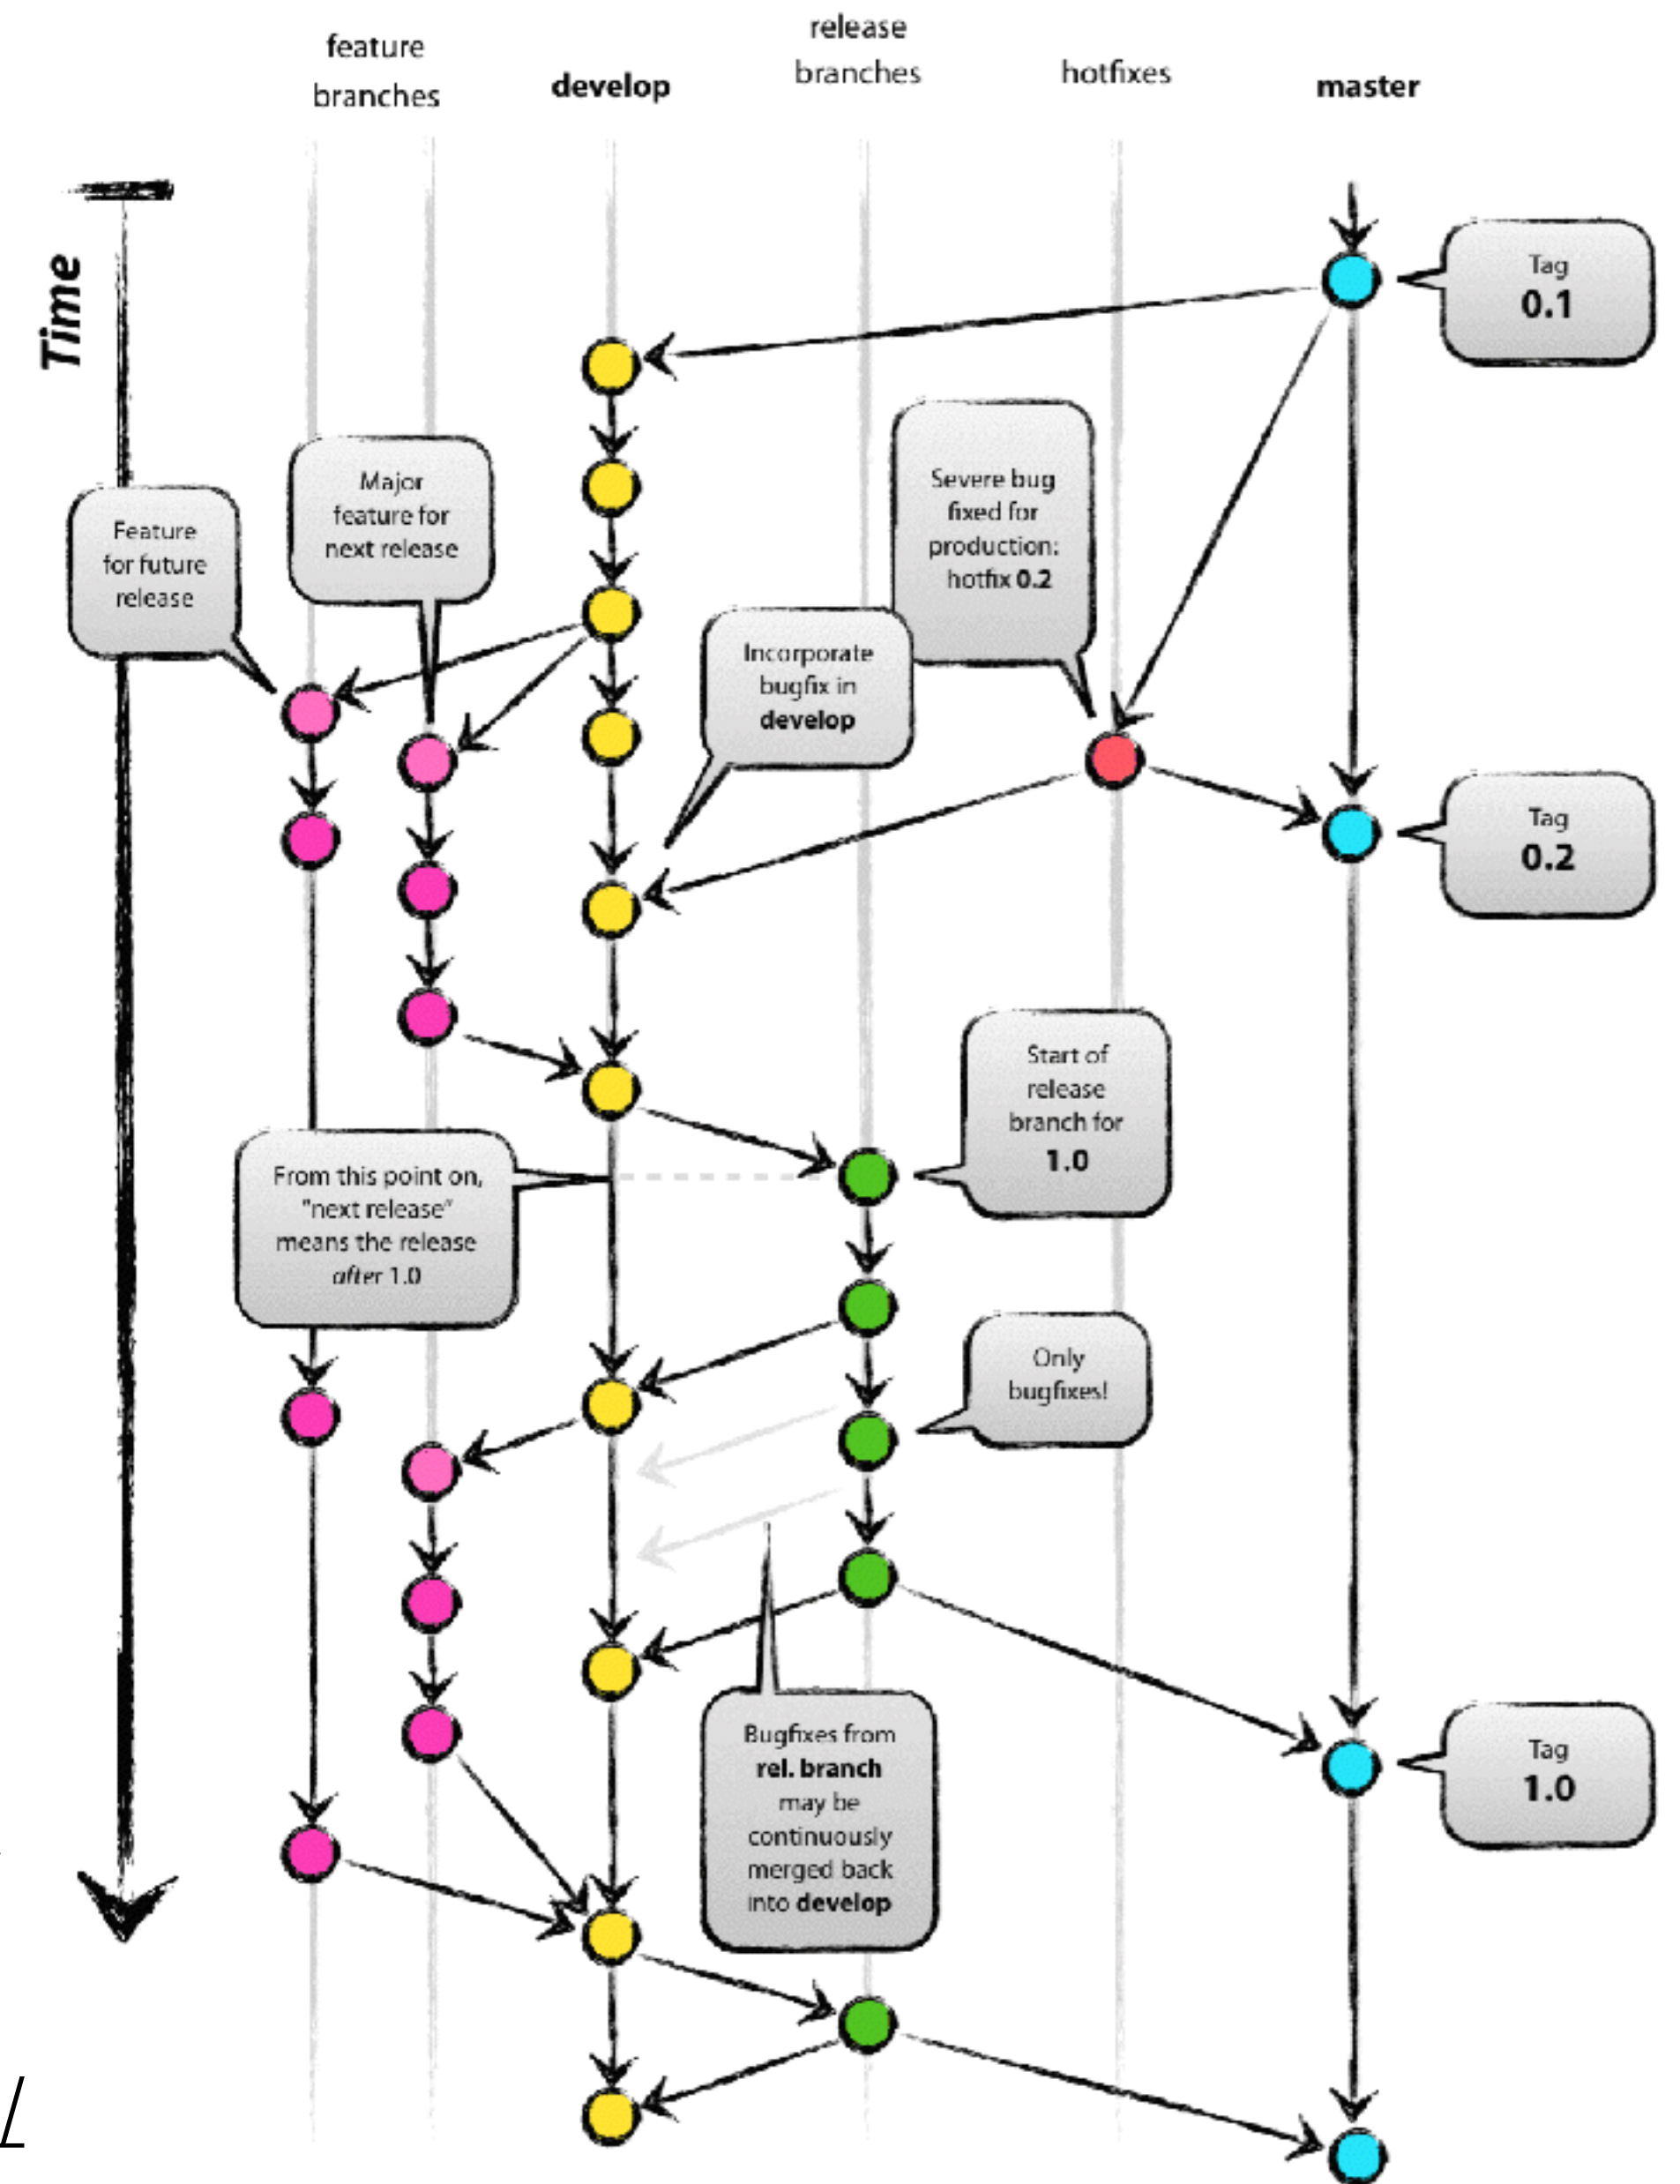 feature
branches
develop
release
branches
hotfixes
master
Time
Tag
0.1
Major
feature for
next release
Feature
for future
release
Severe bug
fixed for
production:
hotfix 0.2
Incorporate
bugfix in
develop
Tag
0.2
Start of
release
branch for
1.0
From this point on,
"next release"
means the release
after 1.0
Only
bugfixes!
Bugfixes from
rel. branch
may be
continuously
merged back
into develop
Tag
1.0